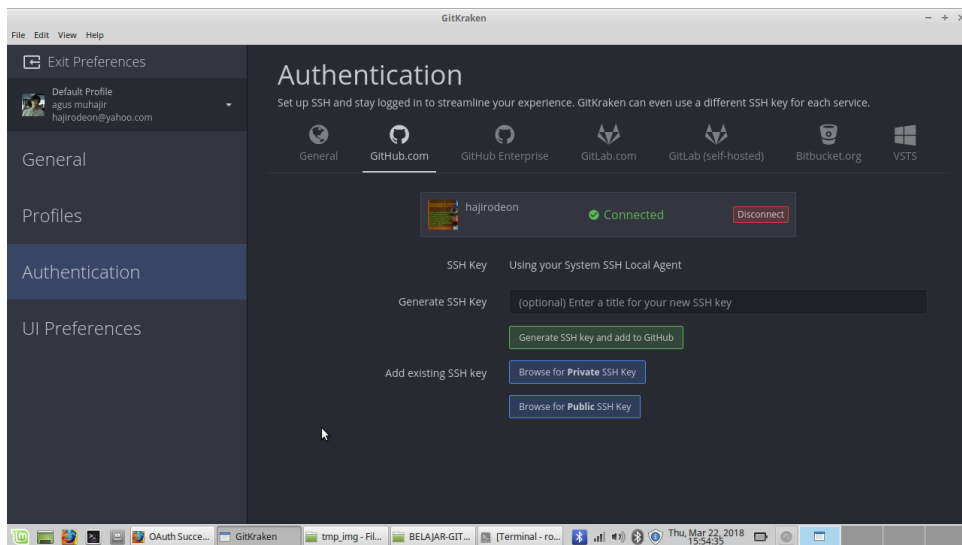 GitKraken
File Edit View Help
Exit Preferences
Default Profile
agus muhajir
hajirodeon@yahoo.com
General
Profiles
Authentication
UI Preferences
Authentication
Set up SSH and stay logged in to streamline your experience. GitKraken can even use a different SSH key for each service.
General GitHub.com GitHub Enterprise GitLab.com GitLab (self-hosted) Bitbucket.org VSTS
hajirodeon Connected Disconnect
SSH Key Using your System SSH Local Agent
Generate SSH Key (optional) Enter a title for your new SSH key
Generate SSH key and add to GitHub
Add existing SSH key Browse for Private SSH Key
Browse for Public SSH Key
OAuth Succe... GitKraken tmp_img - Fil... BELAJAR-GIT... [Terminal - ro... Thu, Mar 22, 2018
15:54:35